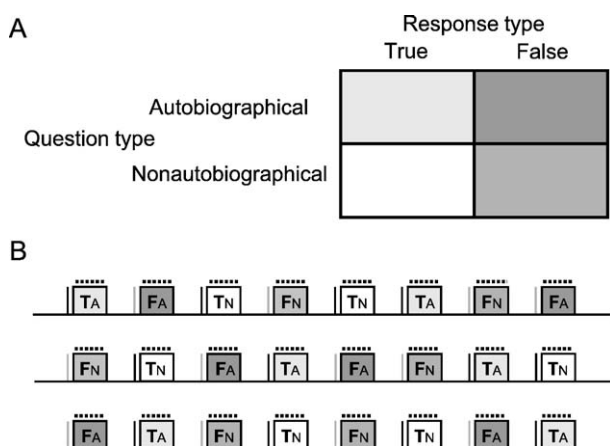 A
Response type
True False
Autobiographical
Question type
Nonautobiographical
B
TA FA TN FN TN TA FN FA
FN TN FA TA FA FN TA TN
FA TA FN TN FN TN FA TA